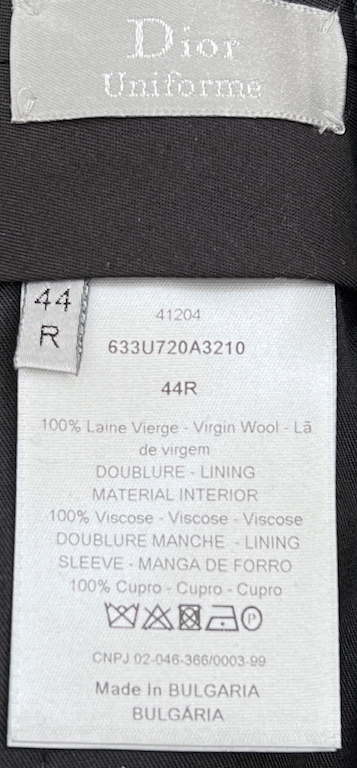 Dior
Uniforme
44
R
41204
633U720A3210
44R
100% Laine Vierge - Virgin Wool - Lã
de virgem
DOUBLURE - LINING
MATERIAL INTERIOR
100% Viscose - Viscose - Viscose
DOUBLURE MANCHE - LINING
SLEEVE - MANGA DE FORRO
100% Cupro - Cupro - Cupro
P
CNPJ 02-046-366/0003-99
Made In BULGARIA
BULGÁRIA